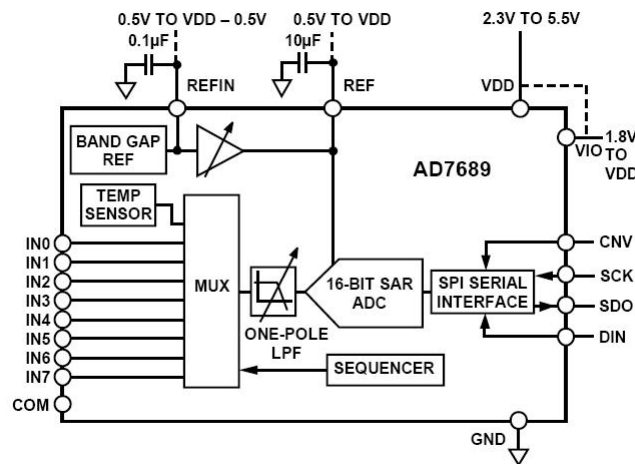 0.5V TO VDD – 0.5V
0.1µF
0.5V TO VDD
10µF
2.3V TO 5.5V
REFIN
REF
VDD
BAND GAP
REF
AD7689
1.8V
TO
VDD
VIO
TEMP
SENSOR
IN0
IN1
IN2
IN3
IN4
IN5
IN6
IN7
COM
MUX
ONE-POLE
LPF
16-BIT SAR
ADC
SPI SERIAL
INTERFACE
CNV
SCK
SDO
DIN
SEQUENCER
GND